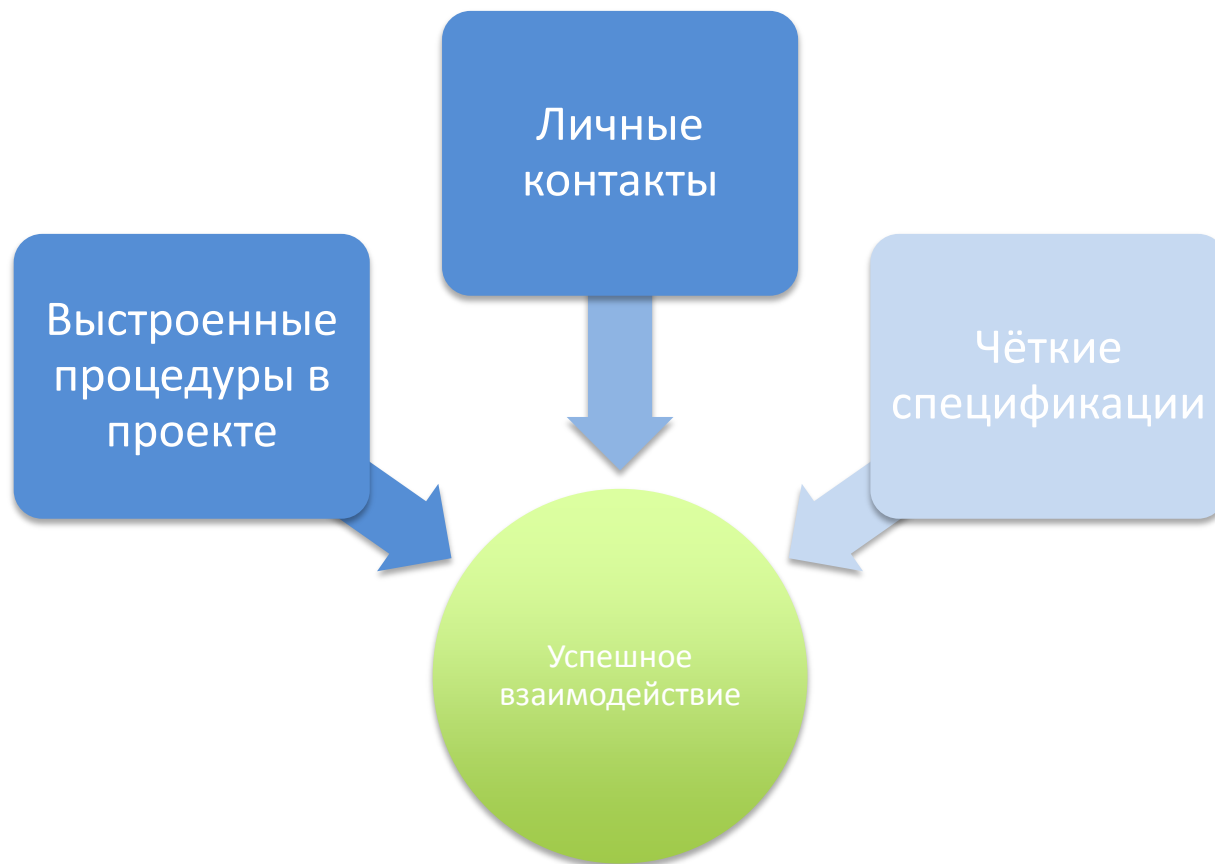 Личные
контакты
Выстроенные
процедуры в
проекте
Чёткие
спецификации
Успешное
взаимодействие